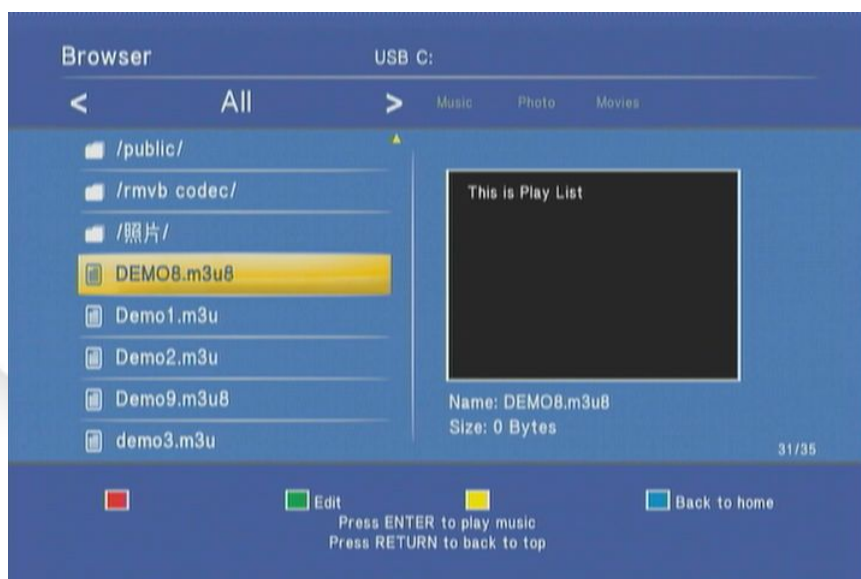 Browser USB C:
< All > Music Photo Movies
/public/
/rmvb codec/
/照片/
DEMO8.m3u8
Demo1.m3u
Demo2.m3u
Demo9.m3u8
demo3.m3u
This is Play List
Name: DEMO8.m3u8
Size: 0 Bytes
31/35
Edit Back to home
Press ENTER to play music
Press RETURN to back to top